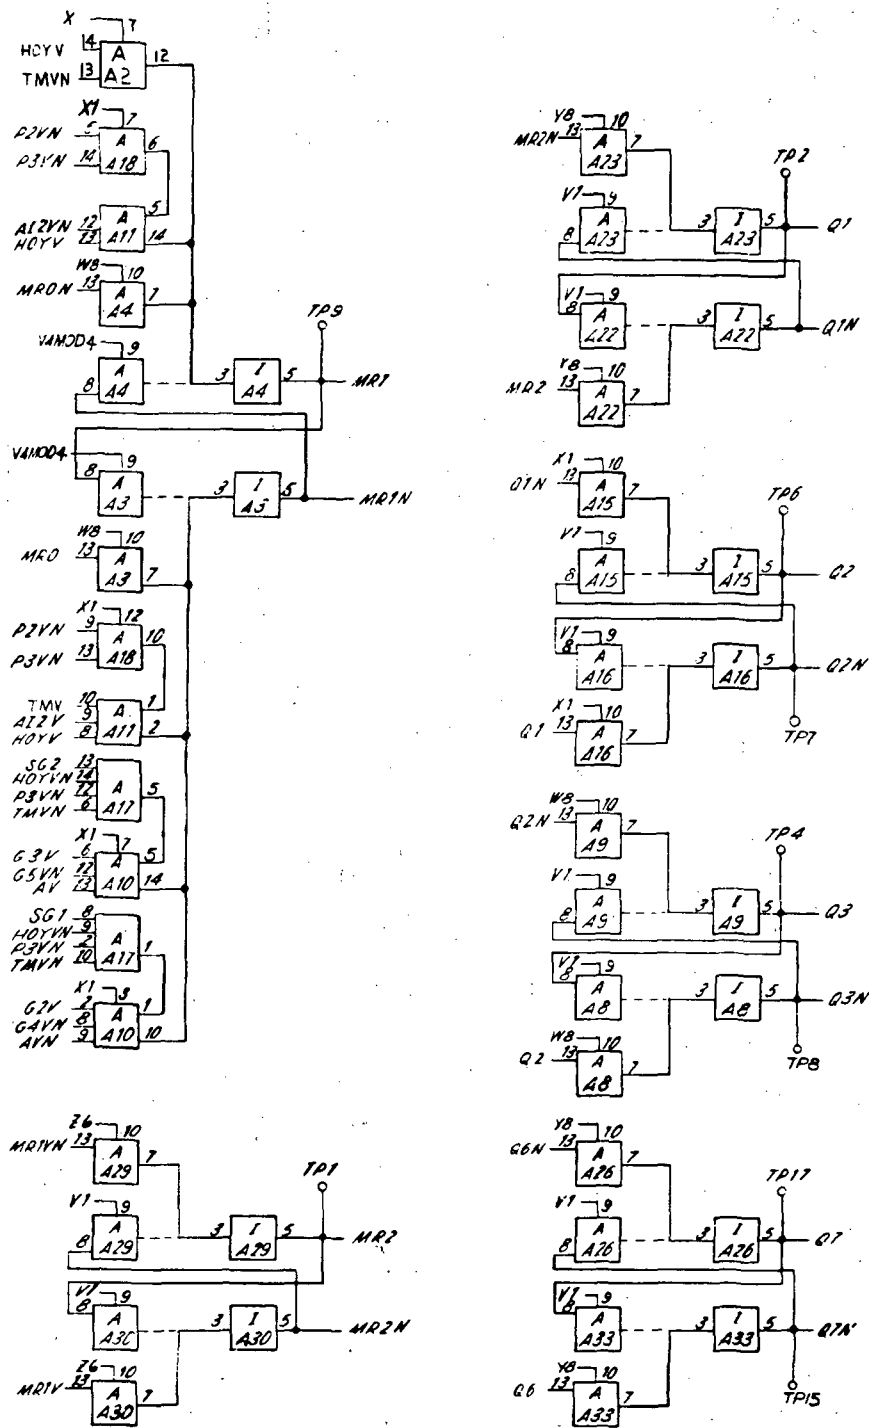 X 7
HOYV 14 A 12
TMVN 13 A2
X1 7
P2VN 6 A 6
P3VN 14 A18
A 5
AI2VN 12 A11 14
HOYV 13
W8 10
MRON 13 A 7
A4
V4MOD4 9
8 A
A4
3 I 5 MR1
A4
TP9
V4MOD4 9
8 A
A3
3 I 5 MR1N
W8 10
MRO 13 A
A3 7
X1 12
P2VN 9 A 10
P3VN 13 A18
TMV 10 A 1
AI2V 9 A11 2
HOYV 8
SG2 13
HOYVN 14 A 5
P3VN 12 A17
TMVN 6
X1 7
G3V 6 A 5
G5VN 12 A10 14
AV 13
SG1 8
HOYVN 9 A
P3VN 2 A17 1
TMVN 10
X1 3
G2V 2 A 1
G4VN 8 A10 10
AVN 9
Z6 10
MR1VN 13 A 7
A29
TP1
V1 9
8 A
A29
3 I 5 MR2
A29
V1 9
8 A
A30
3 I 5 MR2N
A30
Z6 10
MR1V 13 A 7
A30
Y8 10
MR2N 13 A 7
A23
TP2
V1 9
8 A
A23
3 I 5 Q1
A23
V1 9
8 A
A22
3 I 5 Q1N
A22
Y8 10
MR2 13 A 7
A22
X1 10
Q1N 13 A 7
A15
TP6
V1 9
8 A
A15
3 I 5 Q2
A15
V1 9
8 A
A16
3 I 5 Q2N
A16
X1 10
Q1 13 A 7
A16
TP7
W8 10
Q2N 13 A 7
A9
TP4
V1 9
8 A
A9
3 I 5 Q3
A9
V1 9
8 A
A8
3 I 5 Q3N
A8
W8 10
Q2 13 A 7
A8
TP8
Y8 10
Q6N 13 A 7
A26
TP17
V1 9
8 A
A26
3 I 5 Q7
A26
V1 9
8 A
A33
3 I 5 Q7N
A33
Y8 10
Q6 13 A 7
A33
TP15